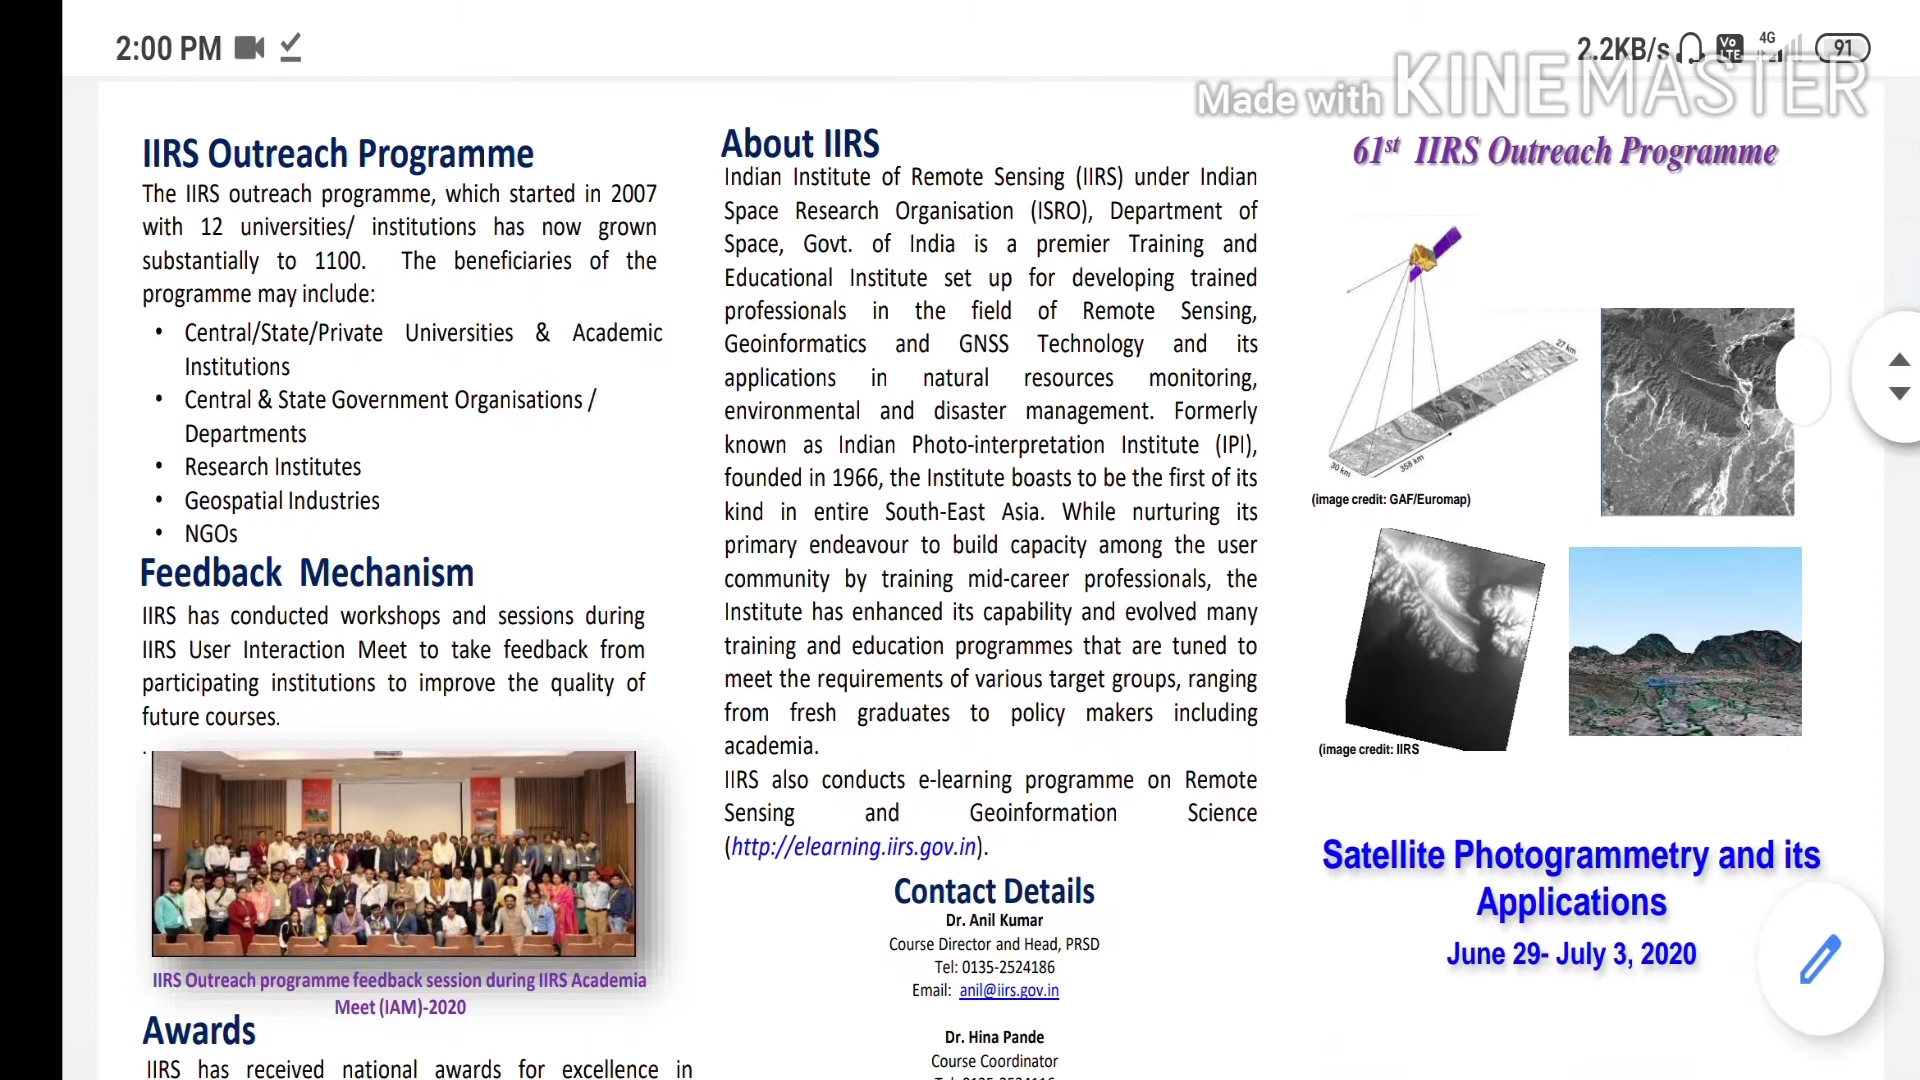 2:00 PM
2.2KB/s
Vo
LTE
4G
91
Made with KINEMASTER
IIRS Outreach Programme
The IIRS outreach programme, which started in 2007
with 12 universities/ institutions has now grown
substantially to 1100. The beneficiaries of the
programme may include:
• Central/State/Private Universities & Academic
Institutions
• Central & State Government Organisations /
Departments
• Research Institutes
• Geospatial Industries
• NGOs
Feedback Mechanism
IIRS has conducted workshops and sessions during
IIRS User Interaction Meet to take feedback from
participating institutions to improve the quality of
future courses.
.
IIRS Outreach programme feedback session during IIRS Academia
Meet (IAM)-2020
Awards
IIRS has received national awards for excellence in
About IIRS
Indian Institute of Remote Sensing (IIRS) under Indian
Space Research Organisation (ISRO), Department of
Space, Govt. of India is a premier Training and
Educational Institute set up for developing trained
professionals in the field of Remote Sensing,
Geoinformatics and GNSS Technology and its
applications in natural resources monitoring,
environmental and disaster management. Formerly
known as Indian Photo-interpretation Institute (IPI),
founded in 1966, the Institute boasts to be the first of its
kind in entire South-East Asia. While nurturing its
primary endeavour to build capacity among the user
community by training mid-career professionals, the
Institute has enhanced its capability and evolved many
training and education programmes that are tuned to
meet the requirements of various target groups, ranging
from fresh graduates to policy makers including
academia.
IIRS also conducts e-learning programme on Remote
Sensing and Geoinformation Science
(http://elearning.iirs.gov.in).
Contact Details
Dr. Anil Kumar
Course Director and Head, PRSD
Tel: 0135-2524186
Email: anil@iirs.gov.in
Dr. Hina Pande
Course Coordinator
61st IIRS Outreach Programme
27 km
30 km
358 km
(image credit: GAF/Euromap)
(image credit: IIRS
Satellite Photogrammetry and its
Applications
June 29- July 3, 2020